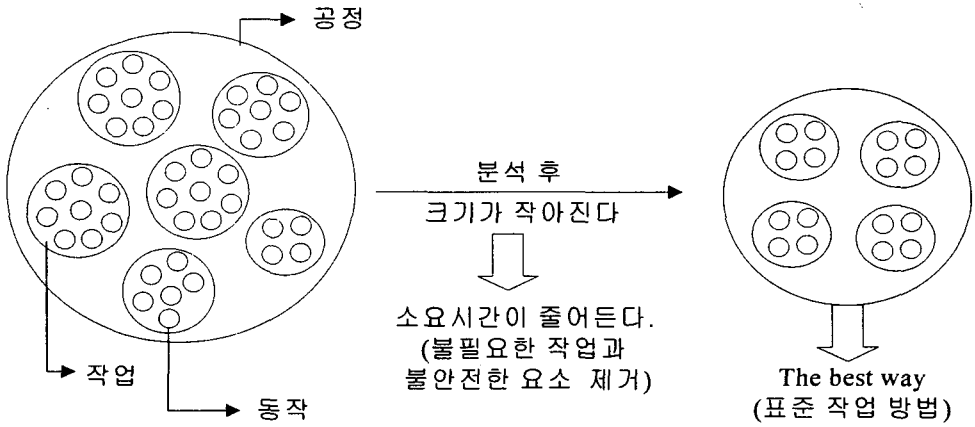 공정
작업
동작
분석 후
크기가 작아진다
소요시간이 줄어든다.
(불필요한 작업과
불안전한 요소 제거)
The best way
(표준 작업 방법)